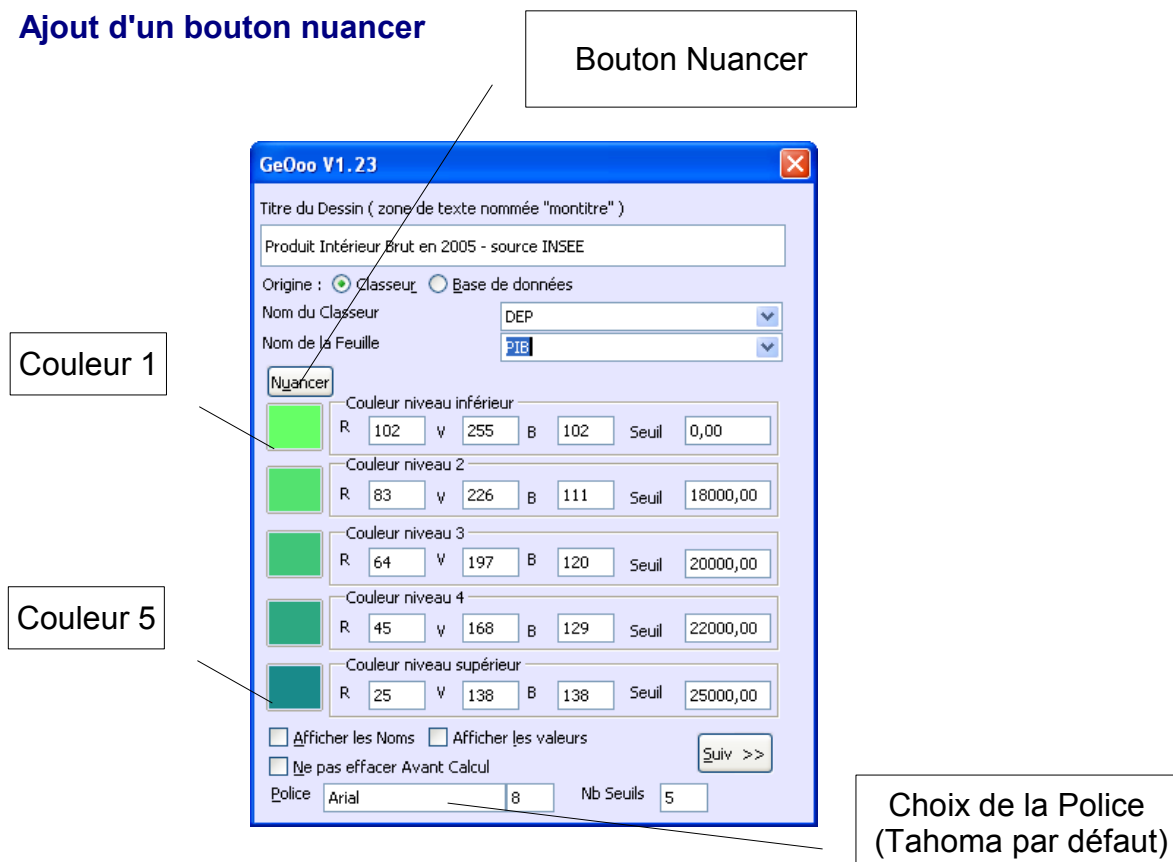 Ajout d'un bouton nuancer
Bouton Nuancer
GeOoo V1.23
Titre du Dessin ( zone de texte nommée "montitre" )
Produit Intérieur Brut en 2005 - source INSEE
Origine : Classeur Base de données
Nom du Classeur DEP
Nom de la Feuille PIB
Couleur 1
Nuancer
Couleur niveau inférieur
R 102 V 255 B 102 Seuil 0,00
Couleur niveau 2
R 83 V 226 B 111 Seuil 18000,00
Couleur niveau 3
R 64 V 197 B 120 Seuil 20000,00
Couleur 5
Couleur niveau 4
R 45 V 168 B 129 Seuil 22000,00
Couleur niveau supérieur
R 25 V 138 B 138 Seuil 25000,00
Afficher les Noms Afficher les valeurs
Suiv >>
Ne pas effacer Avant Calcul
Police Arial 8 Nb Seuils 5
Choix de la Police
(Tahoma par défaut)